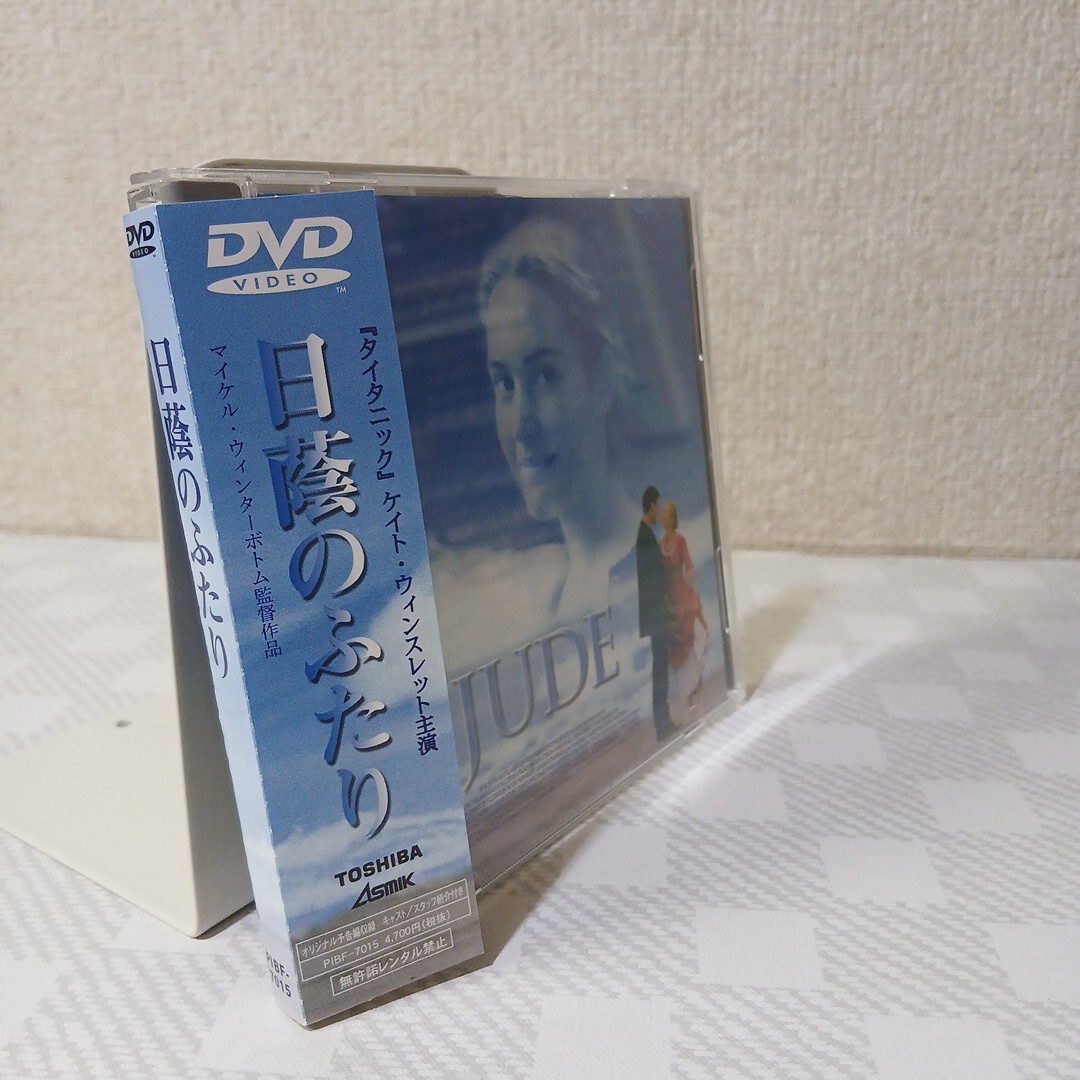 DVD
VIDEO
日蔭のふたり
PIBF-
7015
DVD
VIDEO
TM
『タイタニック』ケイト・ウィンスレット主演
日蔭のふたり
マイケル・ウィンターボトム監督作品
TOSHIBA
ASMIK
オリジナル予告編収録 キャスト/スタッフ紹介付き
PIBF-7015 4,700円(税抜)
無許諾レンタル禁止
JUDE